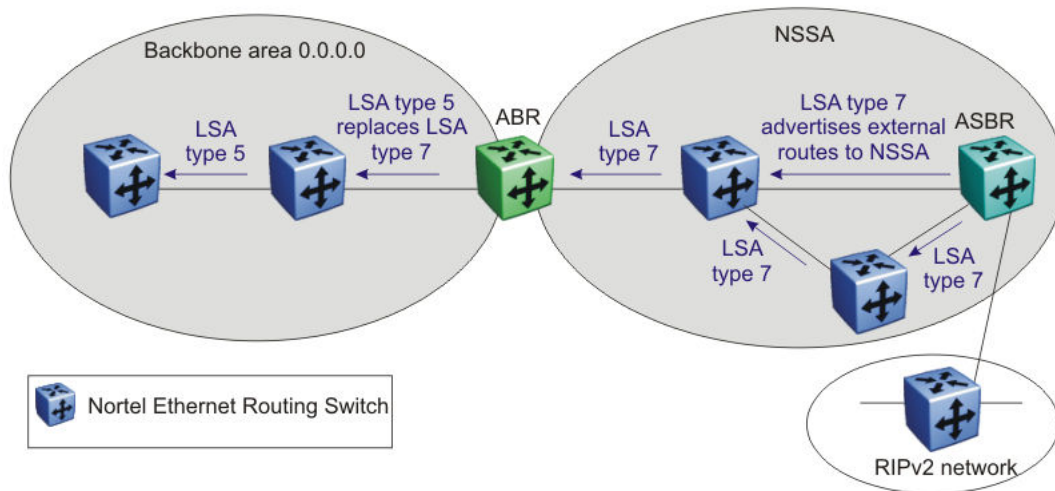 Backbone area 0.0.0.0
NSSA
LSA
type 5
LSA type 5
replaces LSA
type 7
ABR
LSA
type 7
LSA type 7
advertises external
routes to NSSA
ASBR
LSA
type 7
LSA
type 7
Nortel Ethernet Routing Switch
RIPv2 network